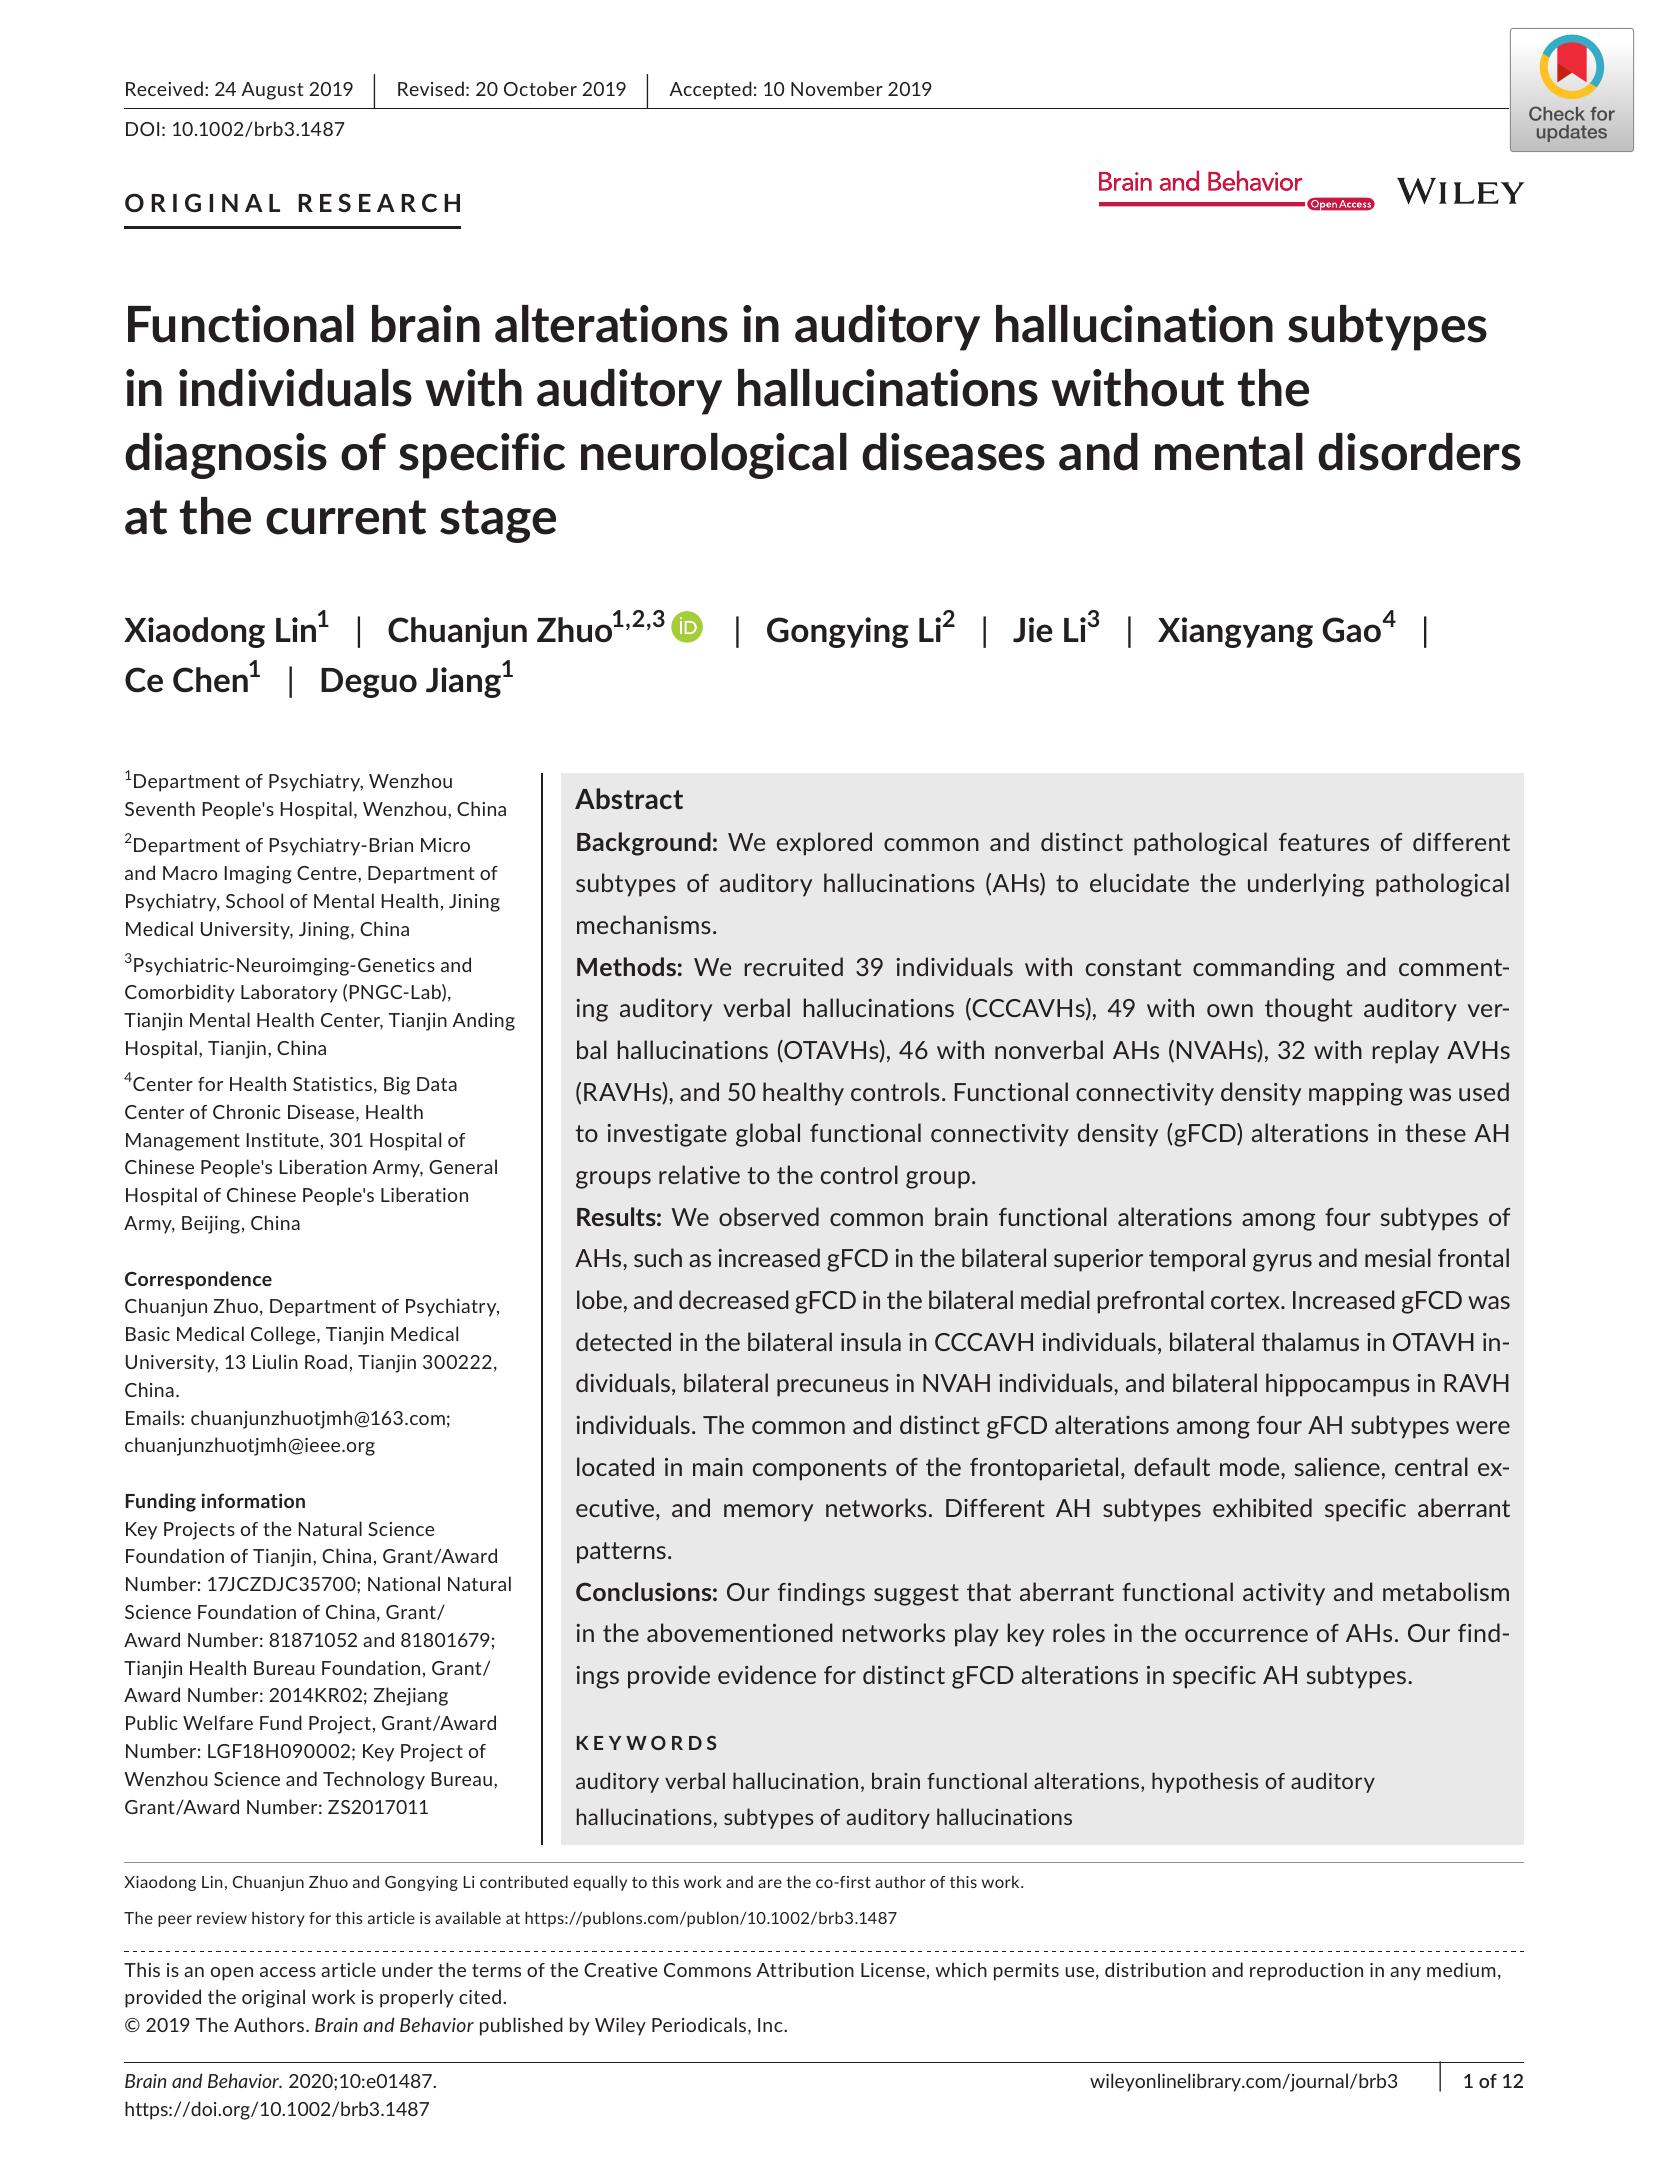 Received: 24 August 2019 | Revised: 20 October 2019 | Accepted: 10 November 2019
DOI: 10.1002/brb3.1487
Check for
updates
ORIGINAL RESEARCH
Brain and Behavior
Open Access
WILEY
Functional brain alterations in auditory hallucination subtypes
in individuals with auditory hallucinations without the
diagnosis of specific neurological diseases and mental disorders
at the current stage
Xiaodong Lin1 | Chuanjun Zhuo1,2,3 iD | Gongying Li2 | Jie Li3 | Xiangyang Gao4 |
Ce Chen1 | Deguo Jiang1
1Department of Psychiatry, Wenzhou
Seventh People's Hospital, Wenzhou, China
2Department of Psychiatry-Brian Micro
and Macro Imaging Centre, Department of
Psychiatry, School of Mental Health, Jining
Medical University, Jining, China
3Psychiatric-Neuroimging-Genetics and
Comorbidity Laboratory (PNGC-Lab),
Tianjin Mental Health Center, Tianjin Anding
Hospital, Tianjin, China
4Center for Health Statistics, Big Data
Center of Chronic Disease, Health
Management Institute, 301 Hospital of
Chinese People's Liberation Army, General
Hospital of Chinese People's Liberation
Army, Beijing, China
Correspondence
Chuanjun Zhuo, Department of Psychiatry,
Basic Medical College, Tianjin Medical
University, 13 Liulin Road, Tianjin 300222,
China.
Emails: chuanjunzhuotjmh@163.com;
chuanjunzhuotjmh@ieee.org
Funding information
Key Projects of the Natural Science
Foundation of Tianjin, China, Grant/Award
Number: 17JCZDJC35700; National Natural
Science Foundation of China, Grant/
Award Number: 81871052 and 81801679;
Tianjin Health Bureau Foundation, Grant/
Award Number: 2014KR02; Zhejiang
Public Welfare Fund Project, Grant/Award
Number: LGF18H090002; Key Project of
Wenzhou Science and Technology Bureau,
Grant/Award Number: ZS2017011
Abstract
Background: We explored common and distinct pathological features of different
subtypes of auditory hallucinations (AHs) to elucidate the underlying pathological
mechanisms.
Methods: We recruited 39 individuals with constant commanding and comment-
ing auditory verbal hallucinations (CCCAVHs), 49 with own thought auditory ver-
bal hallucinations (OTAVHs), 46 with nonverbal AHs (NVAHs), 32 with replay AVHs
(RAVHs), and 50 healthy controls. Functional connectivity density mapping was used
to investigate global functional connectivity density (gFCD) alterations in these AH
groups relative to the control group.
Results: We observed common brain functional alterations among four subtypes of
AHs, such as increased gFCD in the bilateral superior temporal gyrus and mesial frontal
lobe, and decreased gFCD in the bilateral medial prefrontal cortex. Increased gFCD was
detected in the bilateral insula in CCCAVH individuals, bilateral thalamus in OTAVH in-
dividuals, bilateral precuneus in NVAH individuals, and bilateral hippocampus in RAVH
individuals. The common and distinct gFCD alterations among four AH subtypes were
located in main components of the frontoparietal, default mode, salience, central ex-
ecutive, and memory networks. Different AH subtypes exhibited specific aberrant
patterns.
Conclusions: Our findings suggest that aberrant functional activity and metabolism
in the abovementioned networks play key roles in the occurrence of AHs. Our find-
ings provide evidence for distinct gFCD alterations in specific AH subtypes.
KEYWORDS
auditory verbal hallucination, brain functional alterations, hypothesis of auditory
hallucinations, subtypes of auditory hallucinations
Xiaodong Lin, Chuanjun Zhuo and Gongying Li contributed equally to this work and are the co-first author of this work.
The peer review history for this article is available at https://publons.com/publon/10.1002/brb3.1487
This is an open access article under the terms of the Creative Commons Attribution License, which permits use, distribution and reproduction in any medium,
provided the original work is properly cited.
© 2019 The Authors. Brain and Behavior published by Wiley Periodicals, Inc.
Brain and Behavior. 2020;10:e01487.
https://doi.org/10.1002/brb3.1487
wileyonlinelibrary.com/journal/brb3 | 1 of 12